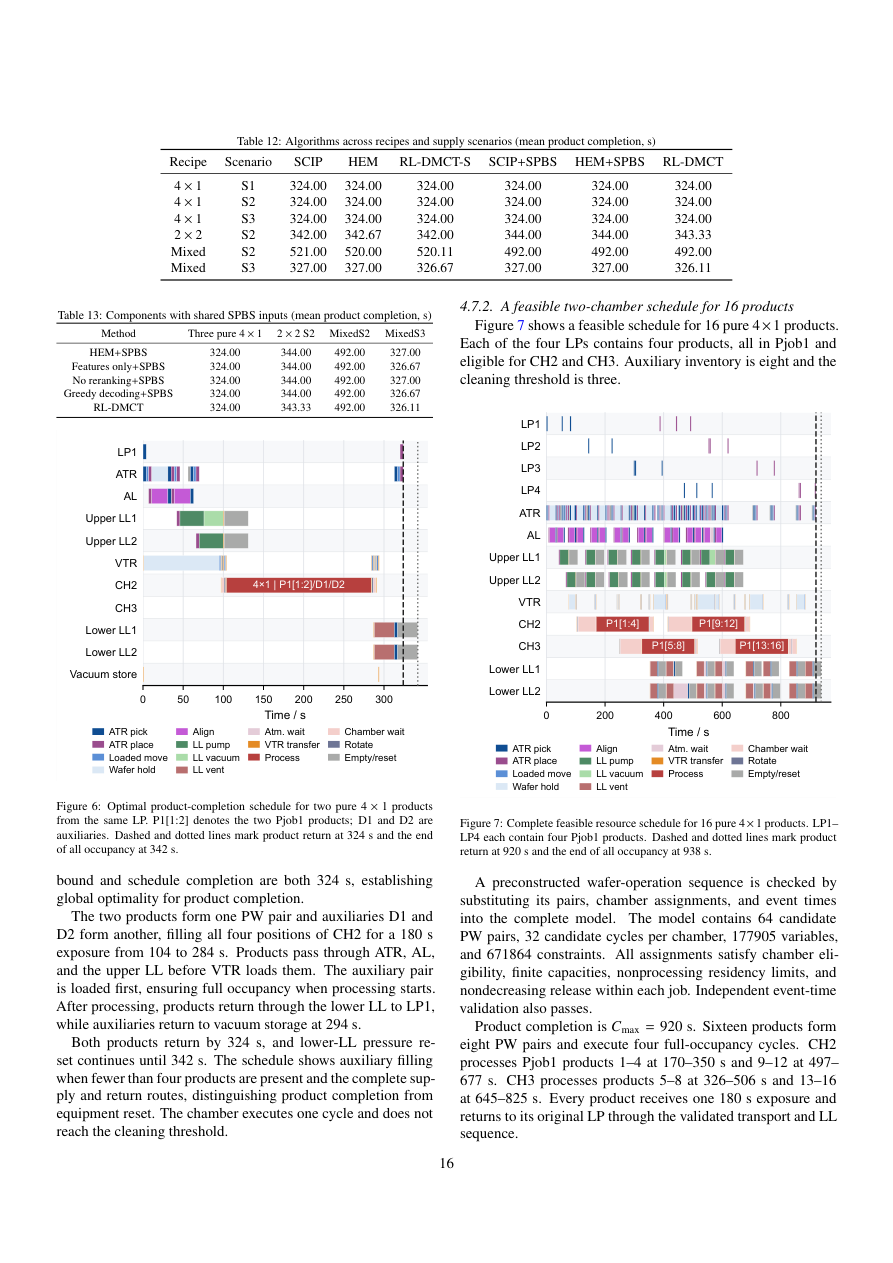 Table 12: Algorithms across recipes and supply scenarios (mean product completion, s)
Recipe Scenario SCIP HEM RL-DMCT-S SCIP+SPBS HEM+SPBS RL-DMCT
4 × 1 S1 324.00 324.00 324.00 324.00 324.00 324.00
4 × 1 S2 324.00 324.00 324.00 324.00 324.00 324.00
4 × 1 S3 324.00 324.00 324.00 324.00 324.00 324.00
2 × 2 S2 342.00 342.67 342.00 344.00 344.00 343.33
Mixed S2 521.00 520.00 520.11 492.00 492.00 492.00
Mixed S3 327.00 327.00 326.67 327.00 327.00 326.11
Table 13: Components with shared SPBS inputs (mean product completion, s)
Method Three pure 4 × 1 2 × 2 S2 MixedS2 MixedS3
HEM+SPBS 324.00 344.00 492.00 327.00
Features only+SPBS 324.00 344.00 492.00 326.67
No reranking+SPBS 324.00 344.00 492.00 327.00
Greedy decoding+SPBS 324.00 344.00 492.00 326.67
RL-DMCT 324.00 343.33 492.00 326.11
LP1
ATR
AL
Upper LL1
Upper LL2
VTR
CH2 4×1 | P1[1:2]/D1/D2
CH3
Lower LL1
Lower LL2
Vacuum store
0 50 100 150 200 250 300
Time / s
ATR pick Align Atm. wait Chamber wait
ATR place LL pump VTR transfer Rotate
Loaded move LL vacuum Process Empty/reset
Wafer hold LL vent
Figure 6: Optimal product-completion schedule for two pure 4 × 1 products
from the same LP. P1[1:2] denotes the two Pjob1 products; D1 and D2 are
auxiliaries. Dashed and dotted lines mark product return at 324 s and the end
of all occupancy at 342 s.
bound and schedule completion are both 324 s, establishing
global optimality for product completion.
The two products form one PW pair and auxiliaries D1 and
D2 form another, filling all four positions of CH2 for a 180 s
exposure from 104 to 284 s. Products pass through ATR, AL,
and the upper LL before VTR loads them. The auxiliary pair
is loaded first, ensuring full occupancy when processing starts.
After processing, products return through the lower LL to LP1,
while auxiliaries return to vacuum storage at 294 s.
Both products return by 324 s, and lower-LL pressure re-
set continues until 342 s. The schedule shows auxiliary filling
when fewer than four products are present and the complete sup-
ply and return routes, distinguishing product completion from
equipment reset. The chamber executes one cycle and does not
reach the cleaning threshold.
4.7.2. A feasible two-chamber schedule for 16 products
Figure 7 shows a feasible schedule for 16 pure 4×1 products.
Each of the four LPs contains four products, all in Pjob1 and
eligible for CH2 and CH3. Auxiliary inventory is eight and the
cleaning threshold is three.
LP1
LP2
LP3
LP4
ATR
AL
Upper LL1
Upper LL2
VTR
CH2 P1[1:4] P1[9:12]
CH3 P1[5:8] P1[13:16]
Lower LL1
Lower LL2
0 200 400 600 800
Time / s
ATR pick Align Atm. wait Chamber wait
ATR place LL pump VTR transfer Rotate
Loaded move LL vacuum Process Empty/reset
Wafer hold LL vent
Figure 7: Complete feasible resource schedule for 16 pure 4×1 products. LP1–
LP4 each contain four Pjob1 products. Dashed and dotted lines mark product
return at 920 s and the end of all occupancy at 938 s.
A preconstructed wafer-operation sequence is checked by
substituting its pairs, chamber assignments, and event times
into the complete model. The model contains 64 candidate
PW pairs, 32 candidate cycles per chamber, 177905 variables,
and 671864 constraints. All assignments satisfy chamber eli-
gibility, finite capacities, nonprocessing residency limits, and
nondecreasing release within each job. Independent event-time
validation also passes.
Product completion is Cmax = 920 s. Sixteen products form
eight PW pairs and execute four full-occupancy cycles. CH2
processes Pjob1 products 1–4 at 170–350 s and 9–12 at 497–
677 s. CH3 processes products 5–8 at 326–506 s and 13–16
at 645–825 s. Every product receives one 180 s exposure and
returns to its original LP through the validated transport and LL
sequence.
16